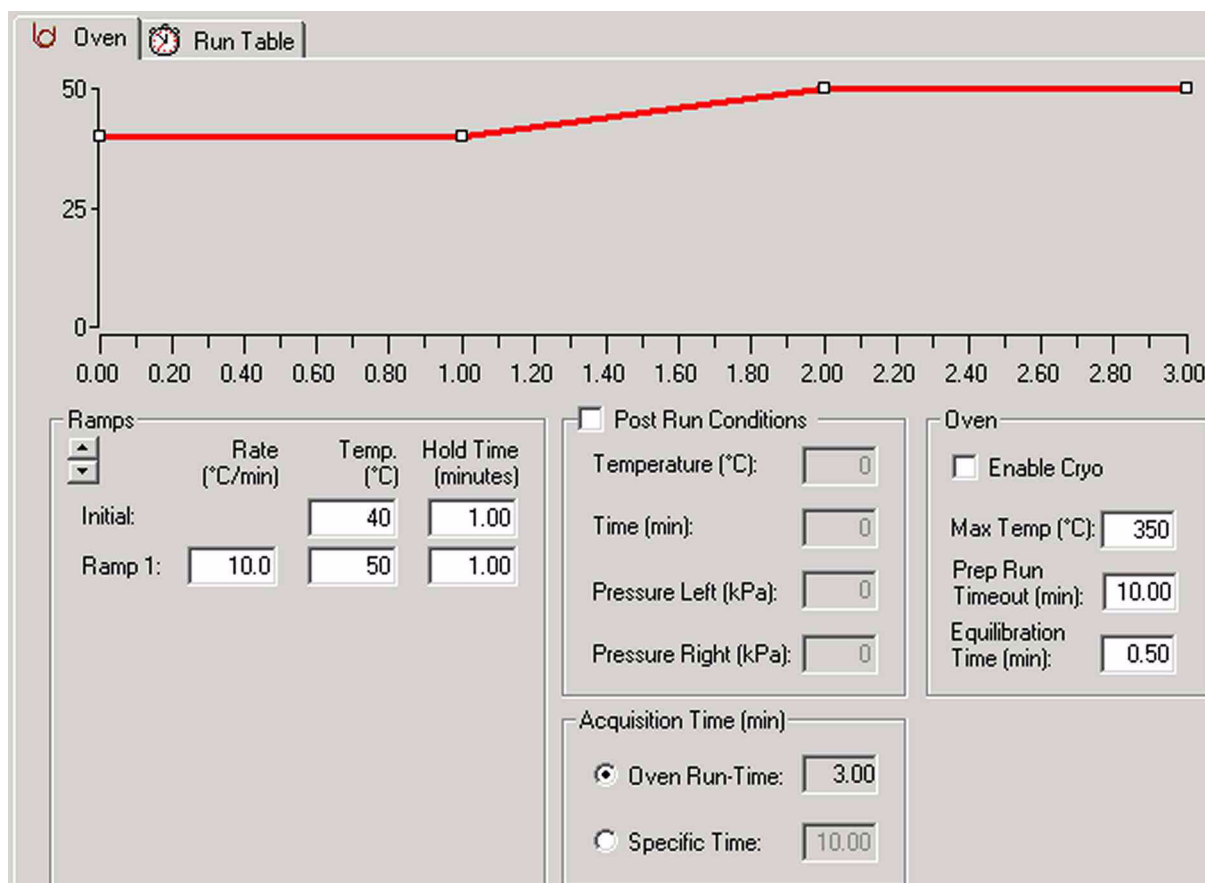 Oven Run Table
50
25
0
0.00 0.20 0.40 0.60 0.80 1.00 1.20 1.40 1.60 1.80 2.00 2.20 2.40 2.60 2.80 3.00
Ramps
Rate (°C/min) Temp. (°C) Hold Time (minutes)
Initial: 40 1.00
Ramp 1: 10.0 50 1.00
Post Run Conditions
Temperature (°C): 0
Time (min): 0
Pressure Left (kPa): 0
Pressure Right (kPa): 0
Oven
Enable Cryo
Max Temp (°C): 350
Prep Run
Timeout (min): 10.00
Equilibration
Time (min): 0.50
Acquisition Time (min)
Oven Run-Time: 3.00
Specific Time: 10.00